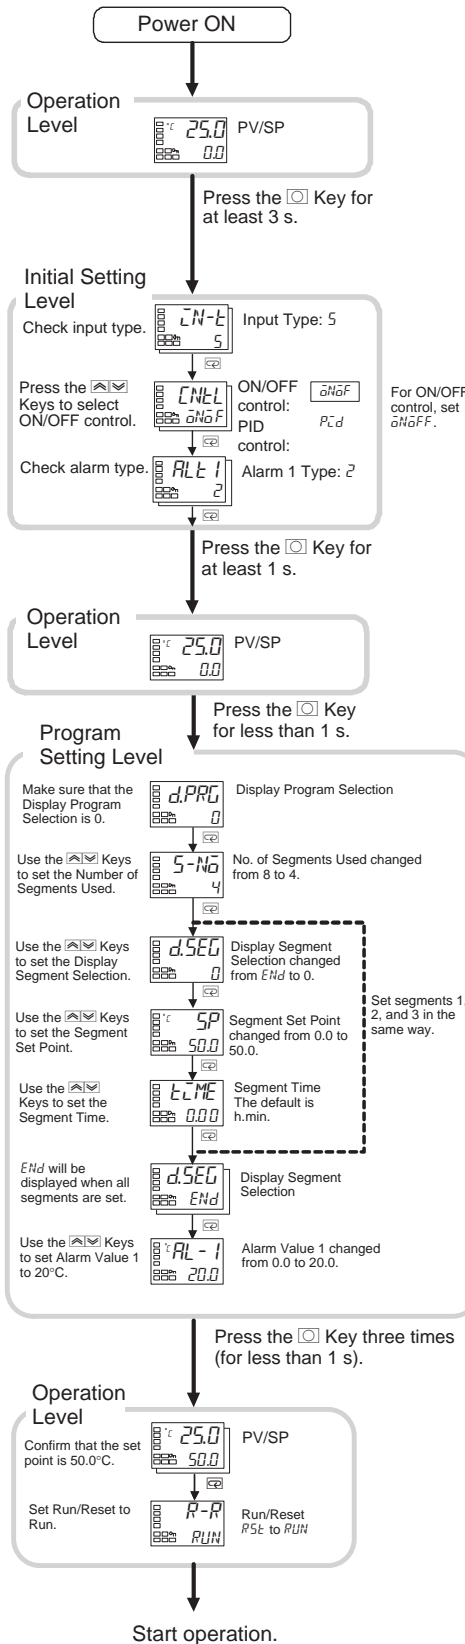 Power ON
Operation
Level
25.0
0.0
PV/SP
Press the Key for
at least 3 s.
Initial Setting
Level
Check input type.
iN-t
5
Input Type: 5
Press the
Keys to select
ON/OFF control.
CNtL
oNoF
ON/OFF
control:
oNoF
PID
control:
Pid
For ON/OFF
control, set
oNoFF.
Check alarm type.
ALt1
2
Alarm 1 Type: 2
Press the Key for
at least 1 s.
Operation
Level
25.0
0.0
PV/SP
Press the Key
for less than 1 s.
Program
Setting Level
Make sure that the
Display Program
Selection is 0.
d.PRG
0
Display Program Selection
Use the Keys
to set the Number of
Segments Used.
S-No
4
No. of Segments Used changed
from 8 to 4.
Use the Keys
to set the Display
Segment Selection.
d.SEG
0
Display Segment
Selection changed
from ENd to 0.
Set segments 1,
2, and 3 in the
same way.
Use the Keys
to set the Segment
Set Point.
SP
50.0
Segment Set Point
changed from 0.0 to
50.0.
Use the
Keys to set the
Segment Time.
tiME
0.00
Segment Time
The default is
h.min.
ENd will be
displayed when all
segments are set.
d.SEG
ENd
Display Segment
Selection
Use the Keys
to set Alarm Value 1
to 20°C.
AL-1
20.0
Alarm Value 1 changed
from 0.0 to 20.0.
Press the Key three times
(for less than 1 s).
Operation
Level
Confirm that the set
point is 50.0°C.
25.0
50.0
PV/SP
Set Run/Reset to
Run.
R-R
RUN
Run/Reset
RSt to RUN
Start operation.